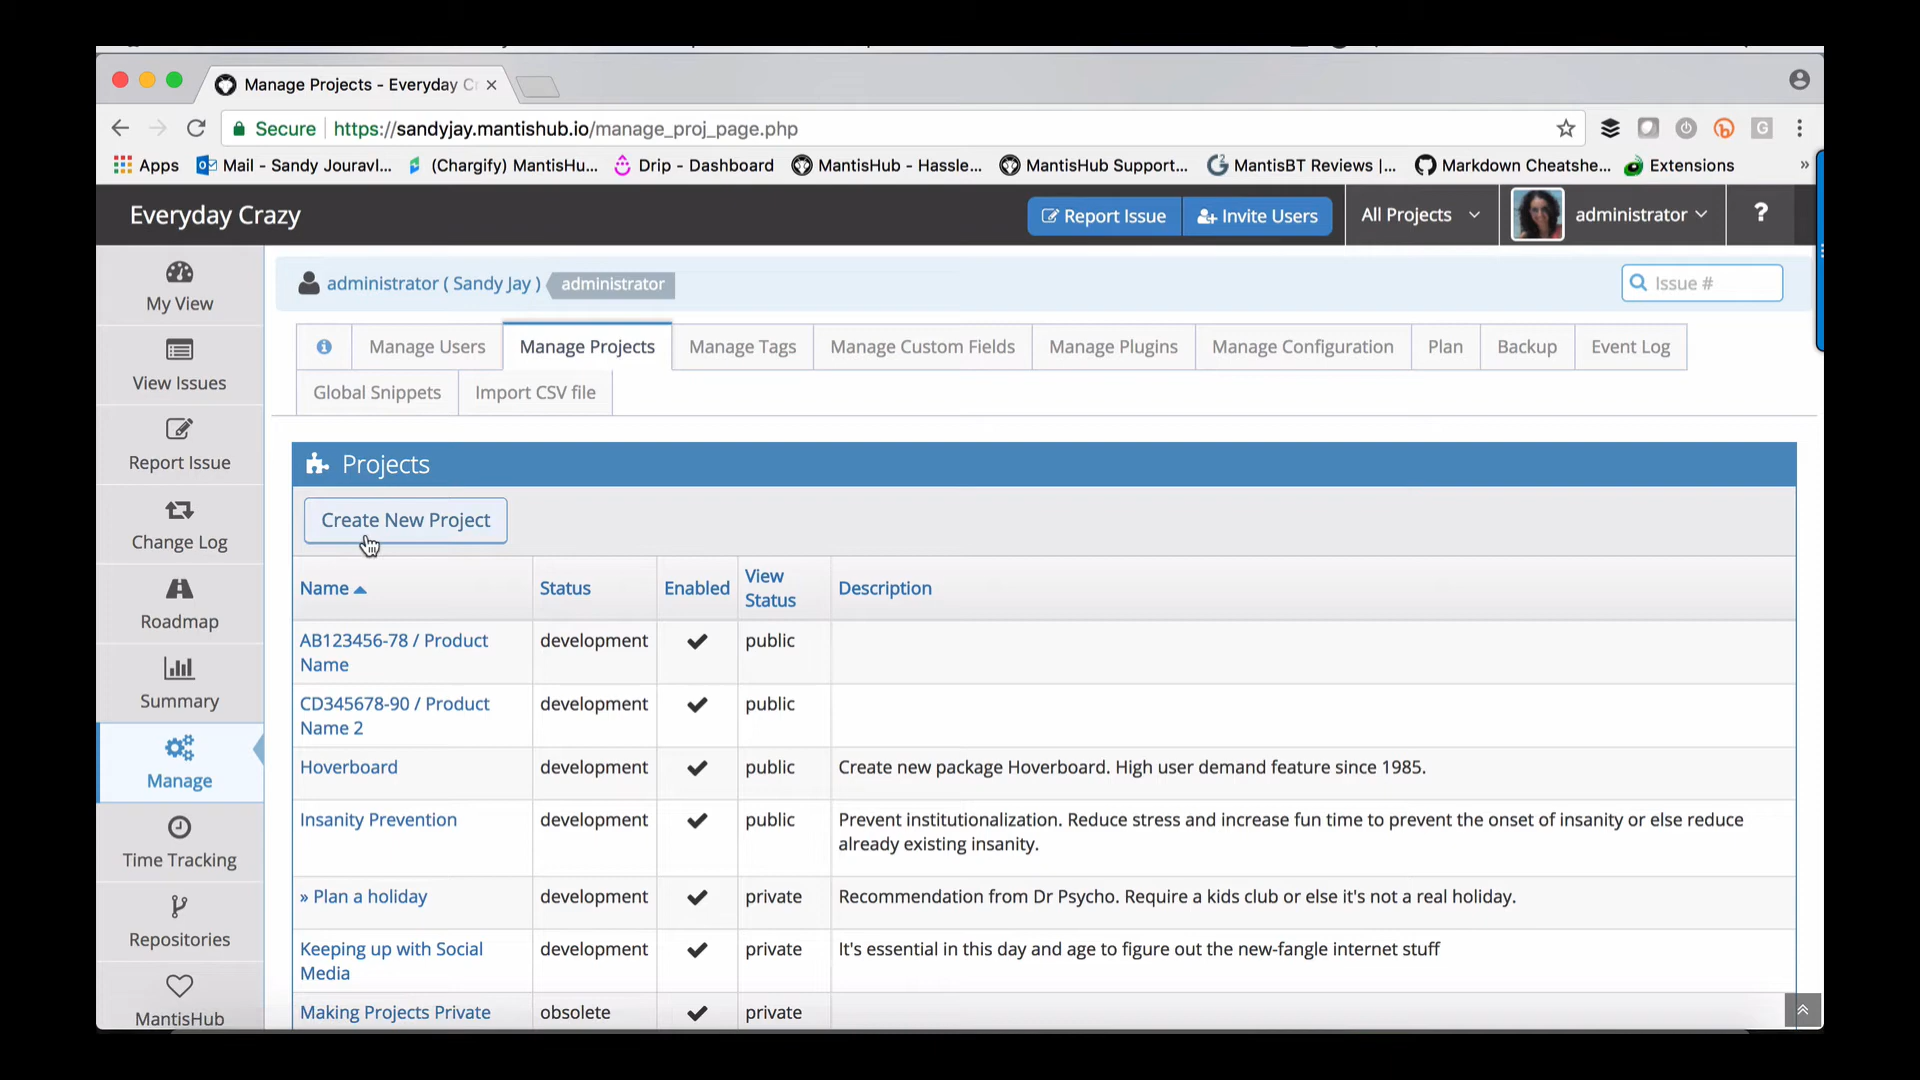 Manage Projects - Everyday C
Secure https://sandyjay.mantishub.io/manage_proj_page.php
Apps Mail - Sandy Jouravl... (Chargify) MantisHu... Drip - Dashboard MantisHub - Hassle... MantisHub Support... MantisBT Reviews |... Markdown Cheatshe... Extensions »
Everyday Crazy Report Issue Invite Users All Projects administrator ?
administrator ( Sandy Jay ) administrator Issue #
My View
View Issues
Report Issue
Change Log
Roadmap
Summary
Manage
Time Tracking
Repositories
MantisHub
Manage Users Manage Projects Manage Tags Manage Custom Fields Manage Plugins Manage Configuration Plan Backup Event Log
Global Snippets Import CSV file
Projects
Create New Project
Name Status Enabled View Status Description
AB123456-78 / Product development public
Name
CD345678-90 / Product development public
Name 2
Hoverboard development public Create new package Hoverboard. High user demand feature since 1985.
Insanity Prevention development public Prevent institutionalization. Reduce stress and increase fun time to prevent the onset of insanity or else reduce
already existing insanity.
» Plan a holiday development private Recommendation from Dr Psycho. Require a kids club or else it's not a real holiday.
Keeping up with Social development private It's essential in this day and age to figure out the new-fangle internet stuff
Media
Making Projects Private obsolete private